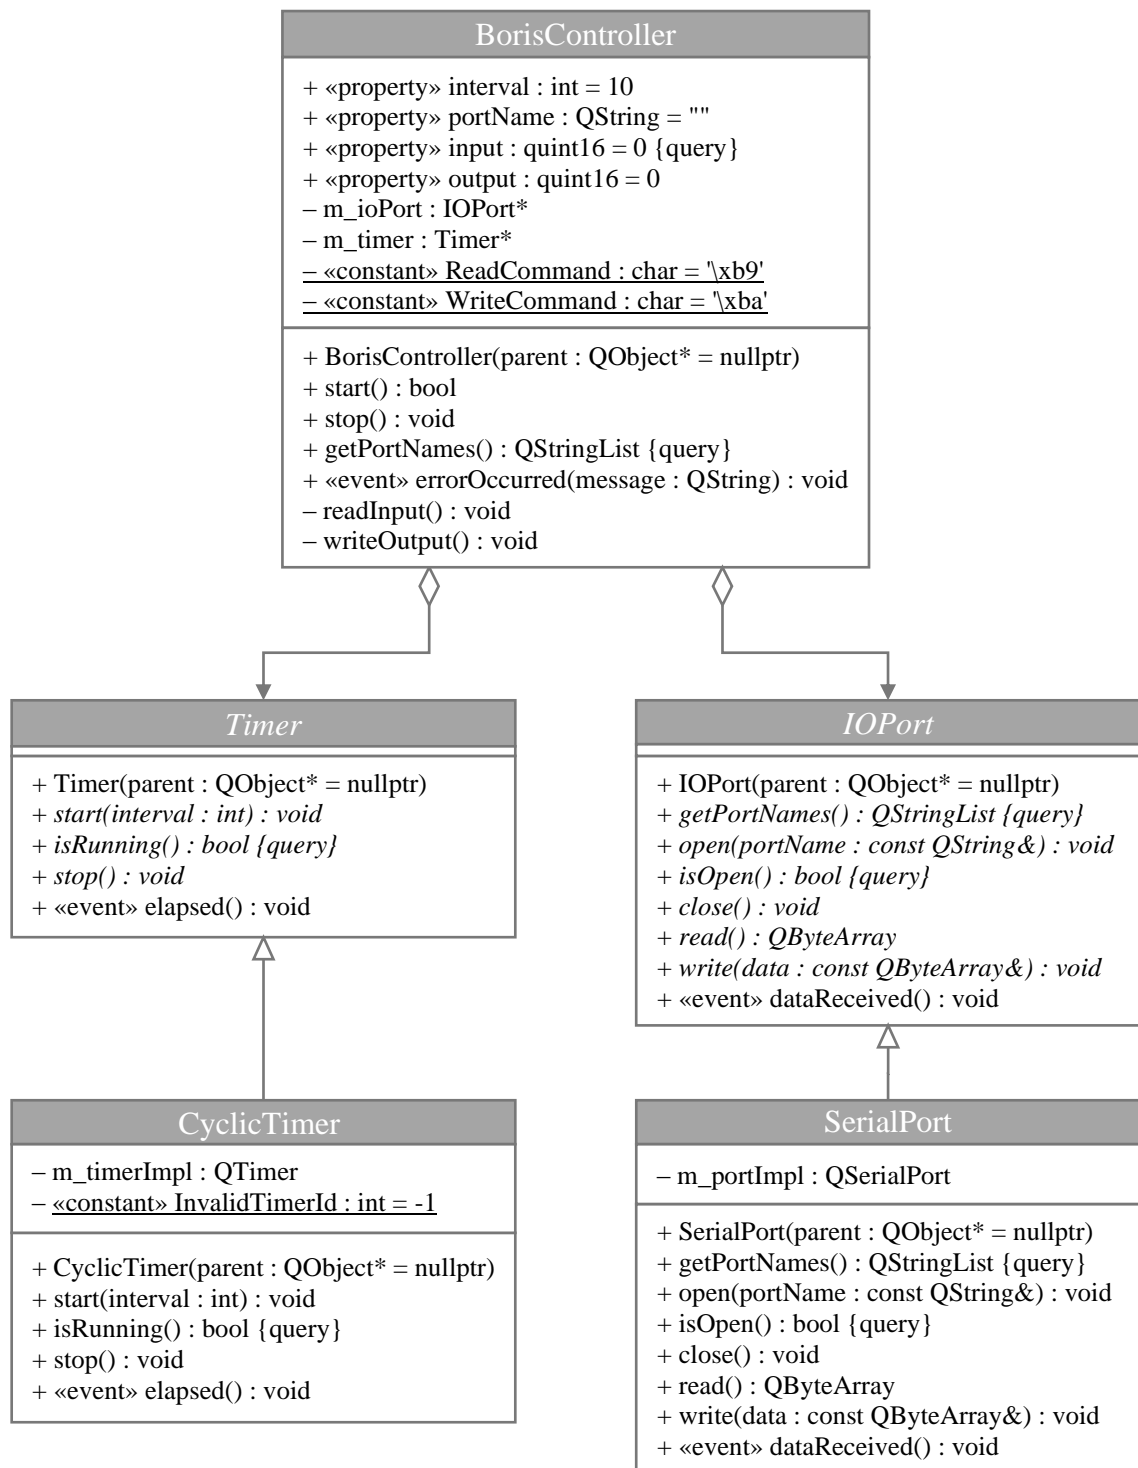 BorisController
+ «property» interval : int = 10
+ «property» portName : QString = ""
+ «property» input : quint16 = 0 {query}
+ «property» output : quint16 = 0
– m_ioPort : IOPort*
– m_timer : Timer*
– «constant» ReadCommand : char = '\xb9'
– «constant» WriteCommand : char = '\xba'
+ BorisController(parent : QObject* = nullptr)
+ start() : bool
+ stop() : void
+ getPortNames() : QStringList {query}
+ «event» errorOccurred(message : QString) : void
– readInput() : void
– writeOutput() : void
Timer
+ Timer(parent : QObject* = nullptr)
+ start(interval : int) : void
+ isRunning() : bool {query}
+ stop() : void
+ «event» elapsed() : void
IOPort
+ IOPort(parent : QObject* = nullptr)
+ getPortNames() : QStringList {query}
+ open(portName : const QString&) : void
+ isOpen() : bool {query}
+ close() : void
+ read() : QByteArray
+ write(data : const QByteArray&) : void
+ «event» dataReceived() : void
CyclicTimer
– m_timerImpl : QTimer
– «constant» InvalidTimerId : int = -1
+ CyclicTimer(parent : QObject* = nullptr)
+ start(interval : int) : void
+ isRunning() : bool {query}
+ stop() : void
+ «event» elapsed() : void
SerialPort
– m_portImpl : QSerialPort
+ SerialPort(parent : QObject* = nullptr)
+ getPortNames() : QStringList {query}
+ open(portName : const QString&) : void
+ isOpen() : bool {query}
+ close() : void
+ read() : QByteArray
+ write(data : const QByteArray&) : void
+ «event» dataReceived() : void